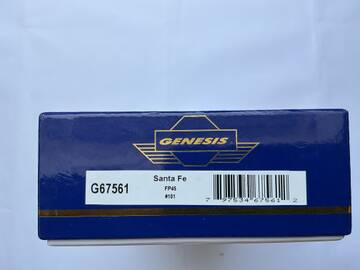 GENESIS
Santa Fe
G67561
FP45
#101
7 97534 67561 2